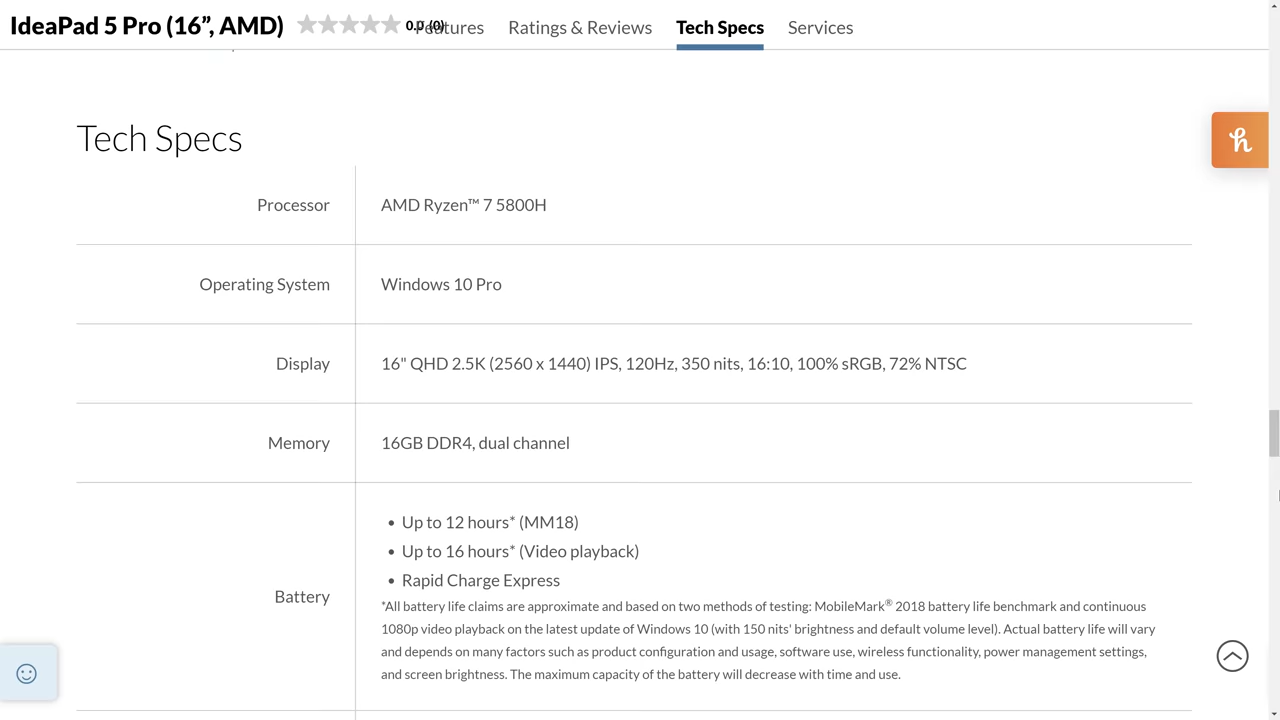 IdeaPad 5 Pro (16”, AMD)
0.0 (0)
Features
Ratings & Reviews
Tech Specs
Services
Tech Specs
Processor
AMD Ryzen™ 7 5800H
Operating System
Windows 10 Pro
Display
16" QHD 2.5K (2560 x 1440) IPS, 120Hz, 350 nits, 16:10, 100% sRGB, 72% NTSC
Memory
16GB DDR4, dual channel
Battery
• Up to 12 hours* (MM18)
• Up to 16 hours* (Video playback)
• Rapid Charge Express
*All battery life claims are approximate and based on two methods of testing: MobileMark® 2018 battery life benchmark and continuous
1080p video playback on the latest update of Windows 10 (with 150 nits' brightness and default volume level). Actual battery life will vary
and depends on many factors such as product configuration and usage, software use, wireless functionality, power management settings,
and screen brightness. The maximum capacity of the battery will decrease with time and use.